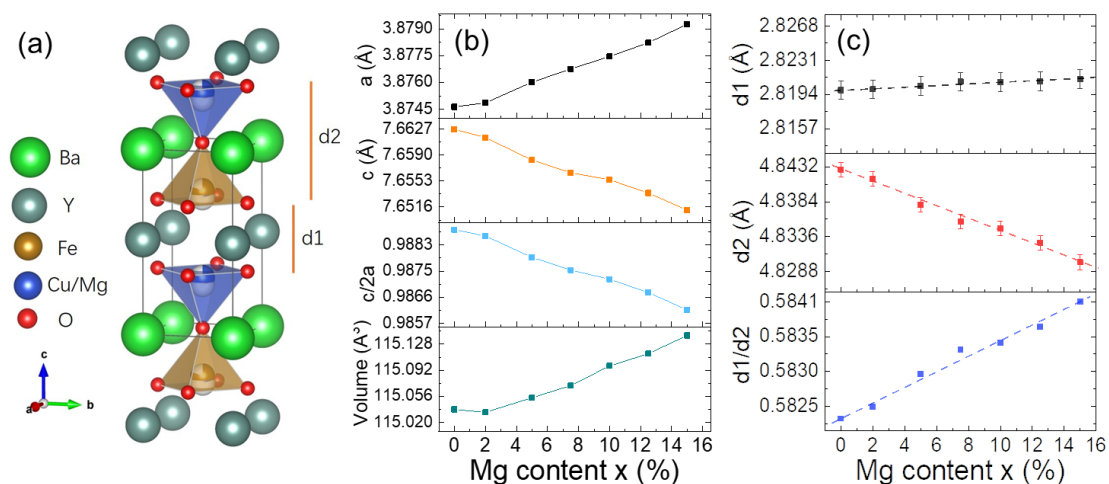 (a)
d2
d1
Ba
Y
Fe
Cu/Mg
O
c
a
b
(b)
a (Å)
3.8790
3.8775
3.8760
3.8745
c (Å)
7.6627
7.6590
7.6553
7.6516
c/2a
0.9883
0.9875
0.9866
0.9857
Volume (Å³)
115.128
115.092
115.056
115.020
0 2 4 6 8 10 12 14 16
Mg content x (%)
(c)
d1 (Å)
2.8268
2.8231
2.8194
2.8157
d2 (Å)
4.8432
4.8384
4.8336
4.8288
d1/d2
0.5841
0.5835
0.5830
0.5825
0 2 4 6 8 10 12 14 16
Mg content x (%)